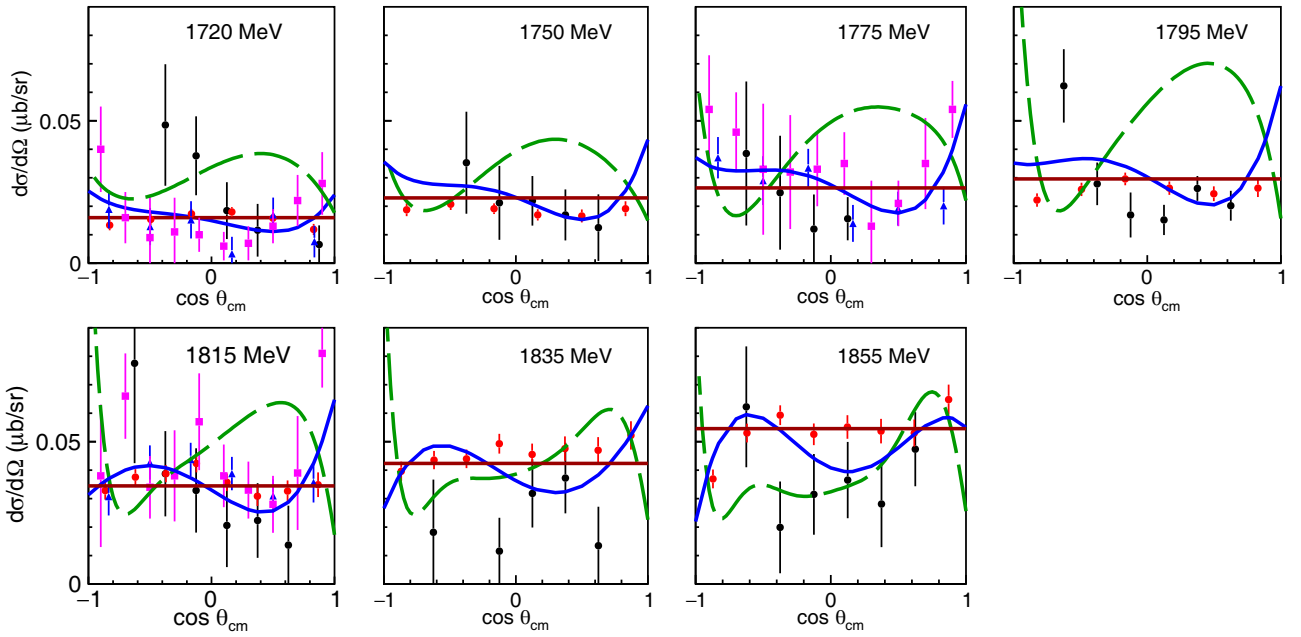 1720 MeV 1750 MeV 1775 MeV 1795 MeV
dσ/dΩ (μb/sr)
0.05
0
−1 0 1 −1 0 1 −1 0 1 −1 0 1
cos θcm cos θcm cos θcm cos θcm
1815 MeV 1835 MeV 1855 MeV
dσ/dΩ (μb/sr)
0.05
0
−1 0 1 −1 0 1 −1 0 1
cos θcm cos θcm cos θcm